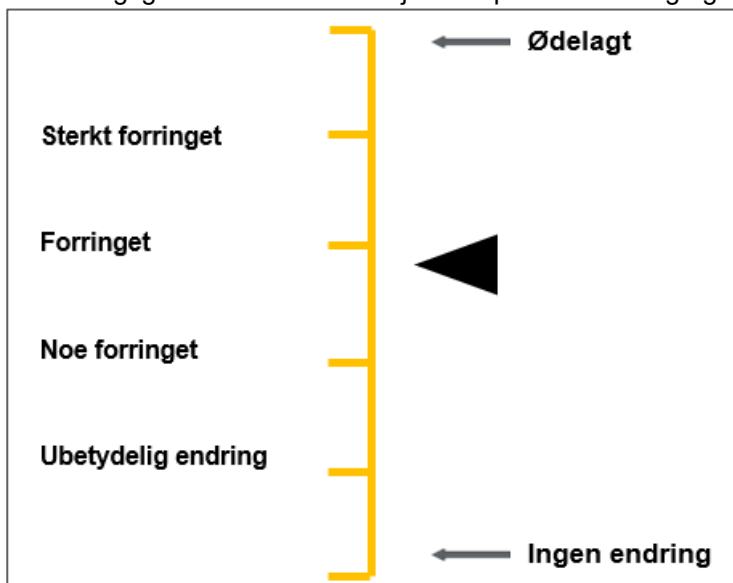 Ødelagt
Sterkt forringet
Forringet
Noe forringet
Ubetydelig endring
Ingen endring